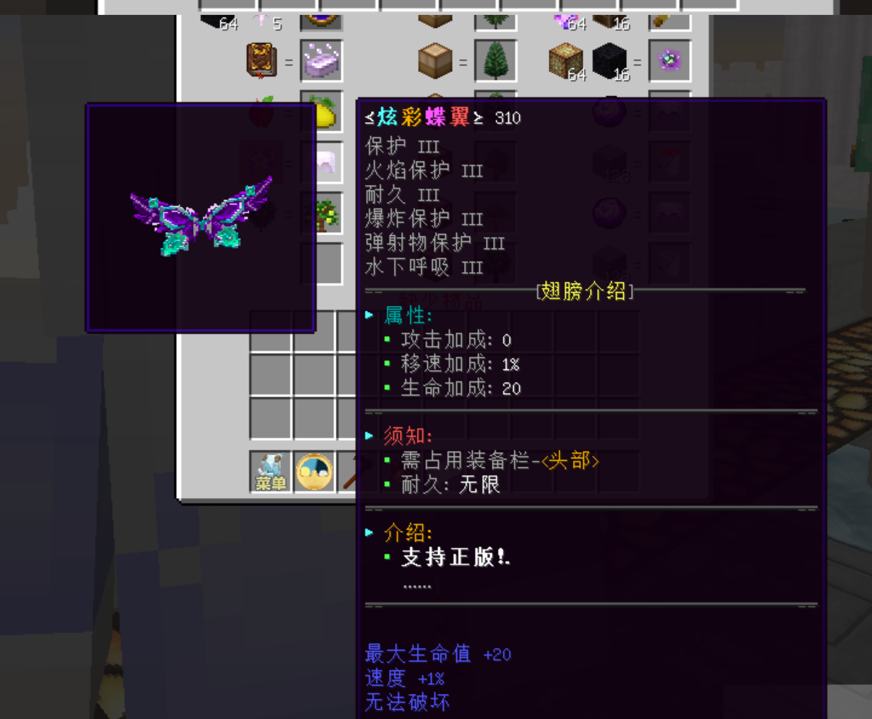 64 5 64 16
= = 64 16 =
≤炫彩蝶翼≥ 310
保护 III
火焰保护 III
耐久 III
爆炸保护 III
弹射物保护 III
水下呼吸 III
[翅膀介绍]
属性:
攻击加成: 0
移速加成: 1%
生命加成: 20
须知:
需占用装备栏-<头部>
耐久: 无限
菜单
介绍:
支持正版!.
......
最大生命值 +20
速度 +1%
无法破坏